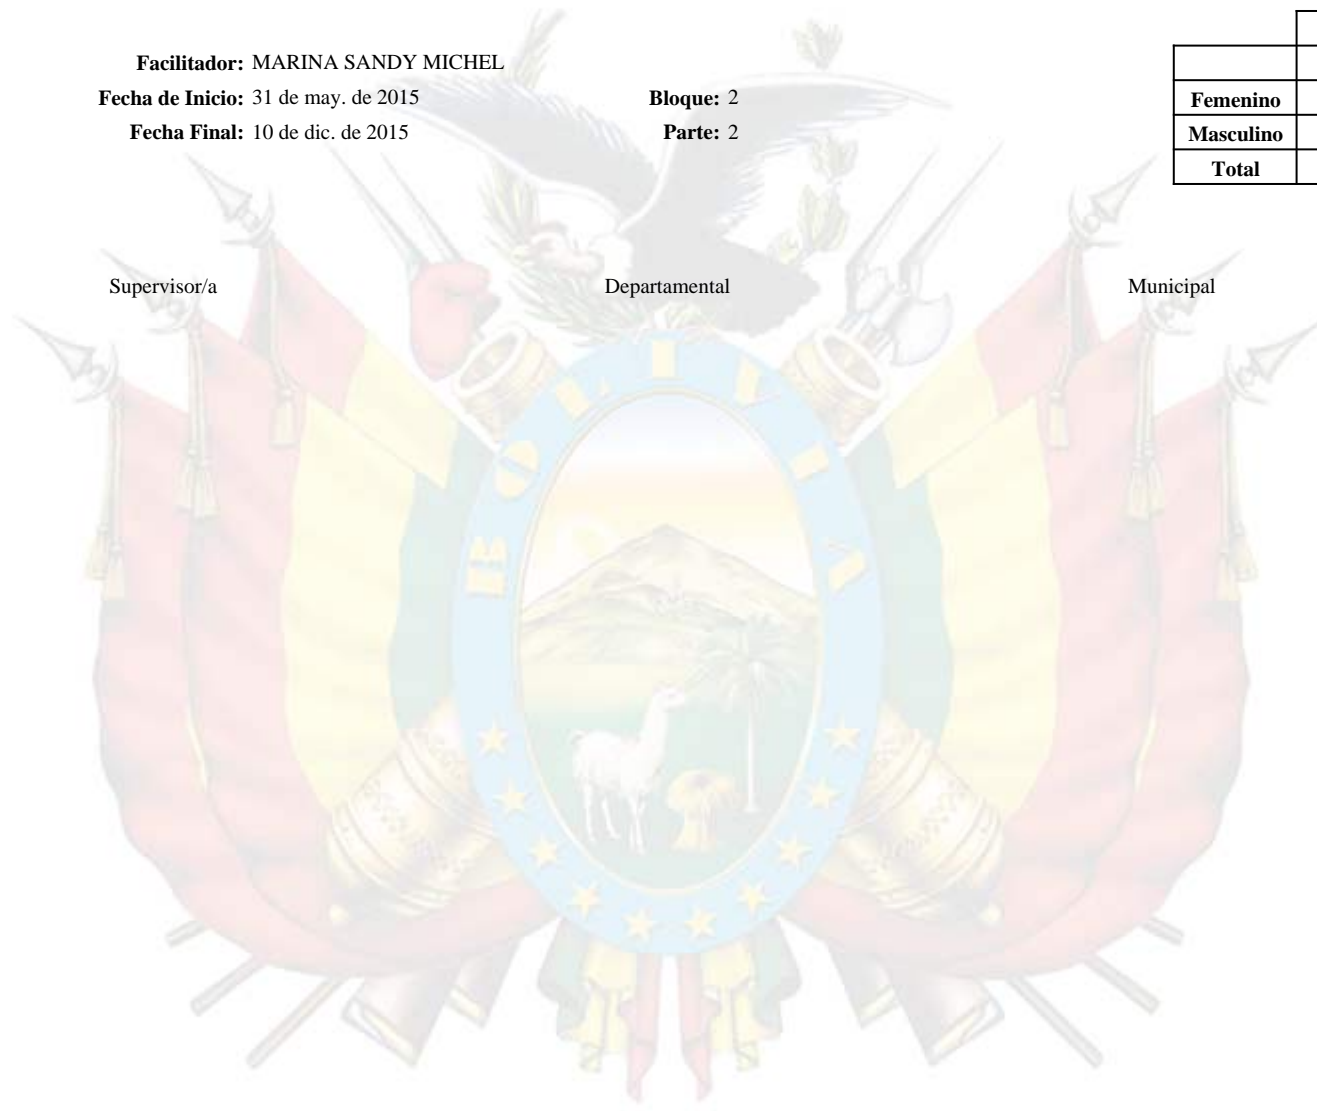 Facilitador: MARINA SANDY MICHEL
Fecha de Inicio: 31 de may. de 2015 Bloque: 2
Fecha Final: 10 de dic. de 2015 Parte: 2
Femenino
Masculino
Total
Supervisor/a Departamental Municipal
BOLIVIA